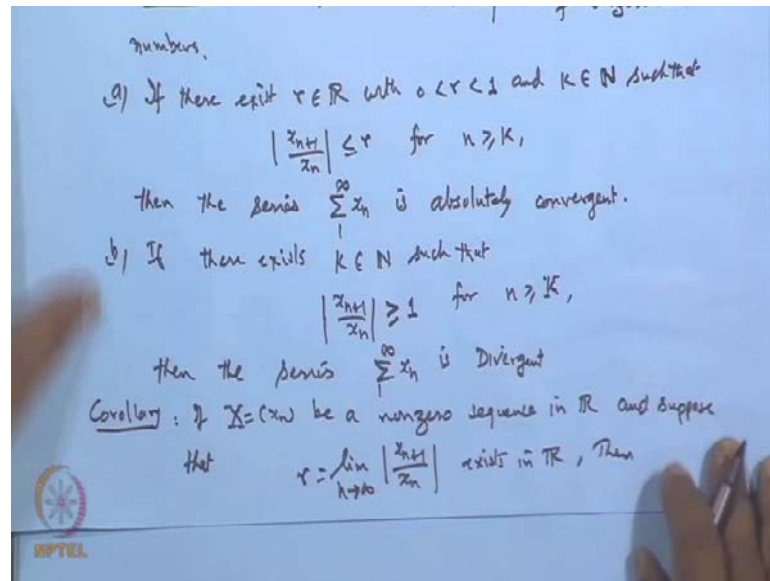 numbers.
a) If there exist r ∈ ℝ with 0 < r < 1 and K ∈ ℕ such that
|x_{n+1}/x_n| ≤ r for n ≥ K,
then the series ∑_{1}^{∞} x_n is absolutely convergent.
b) If there exists K ∈ ℕ such that
|x_{n+1}/x_n| ≥ 1 for n ≥ K,
then the series ∑_{1}^{∞} x_n is Divergent
Corollary : If X = (x_n) be a nonzero sequence in ℝ and suppose
that r = lim_{n→∞} |x_{n+1}/x_n| exists in ℝ, Then
NPTEL